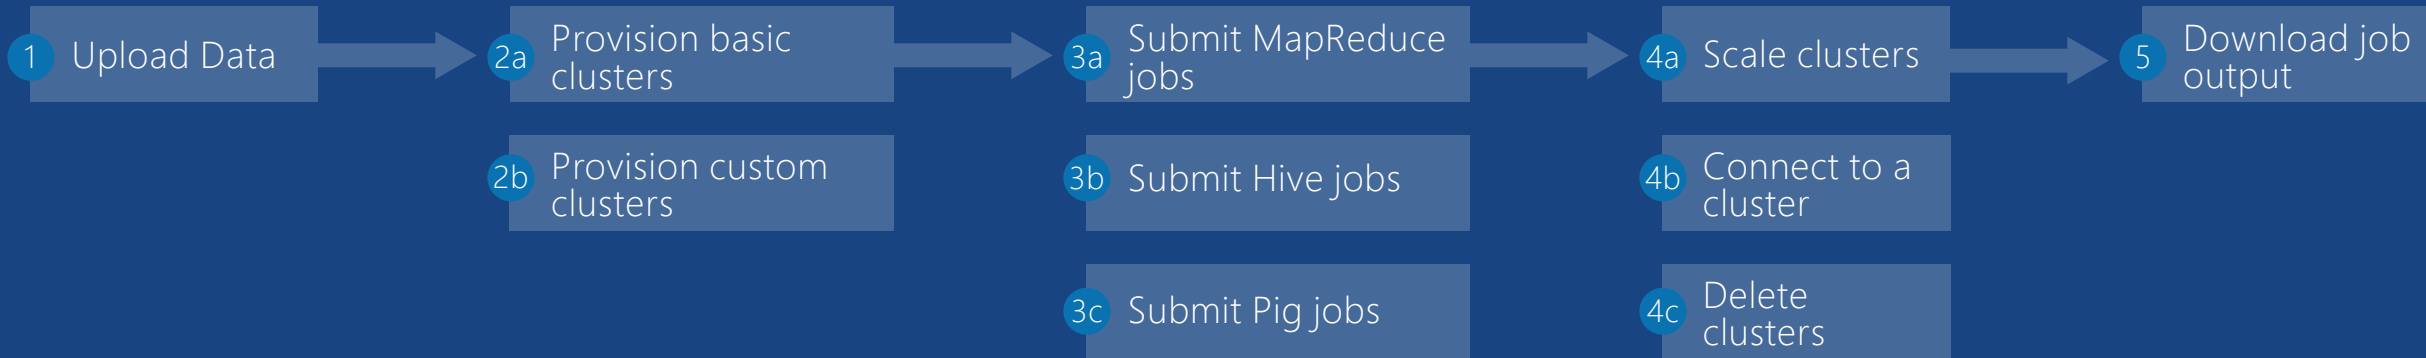 1 Upload Data
2a Provision basic
clusters
2b Provision custom
clusters
3a Submit MapReduce
jobs
3b Submit Hive jobs
3c Submit Pig jobs
4a Scale clusters
4b Connect to a
cluster
4c Delete
clusters
5 Download job
output